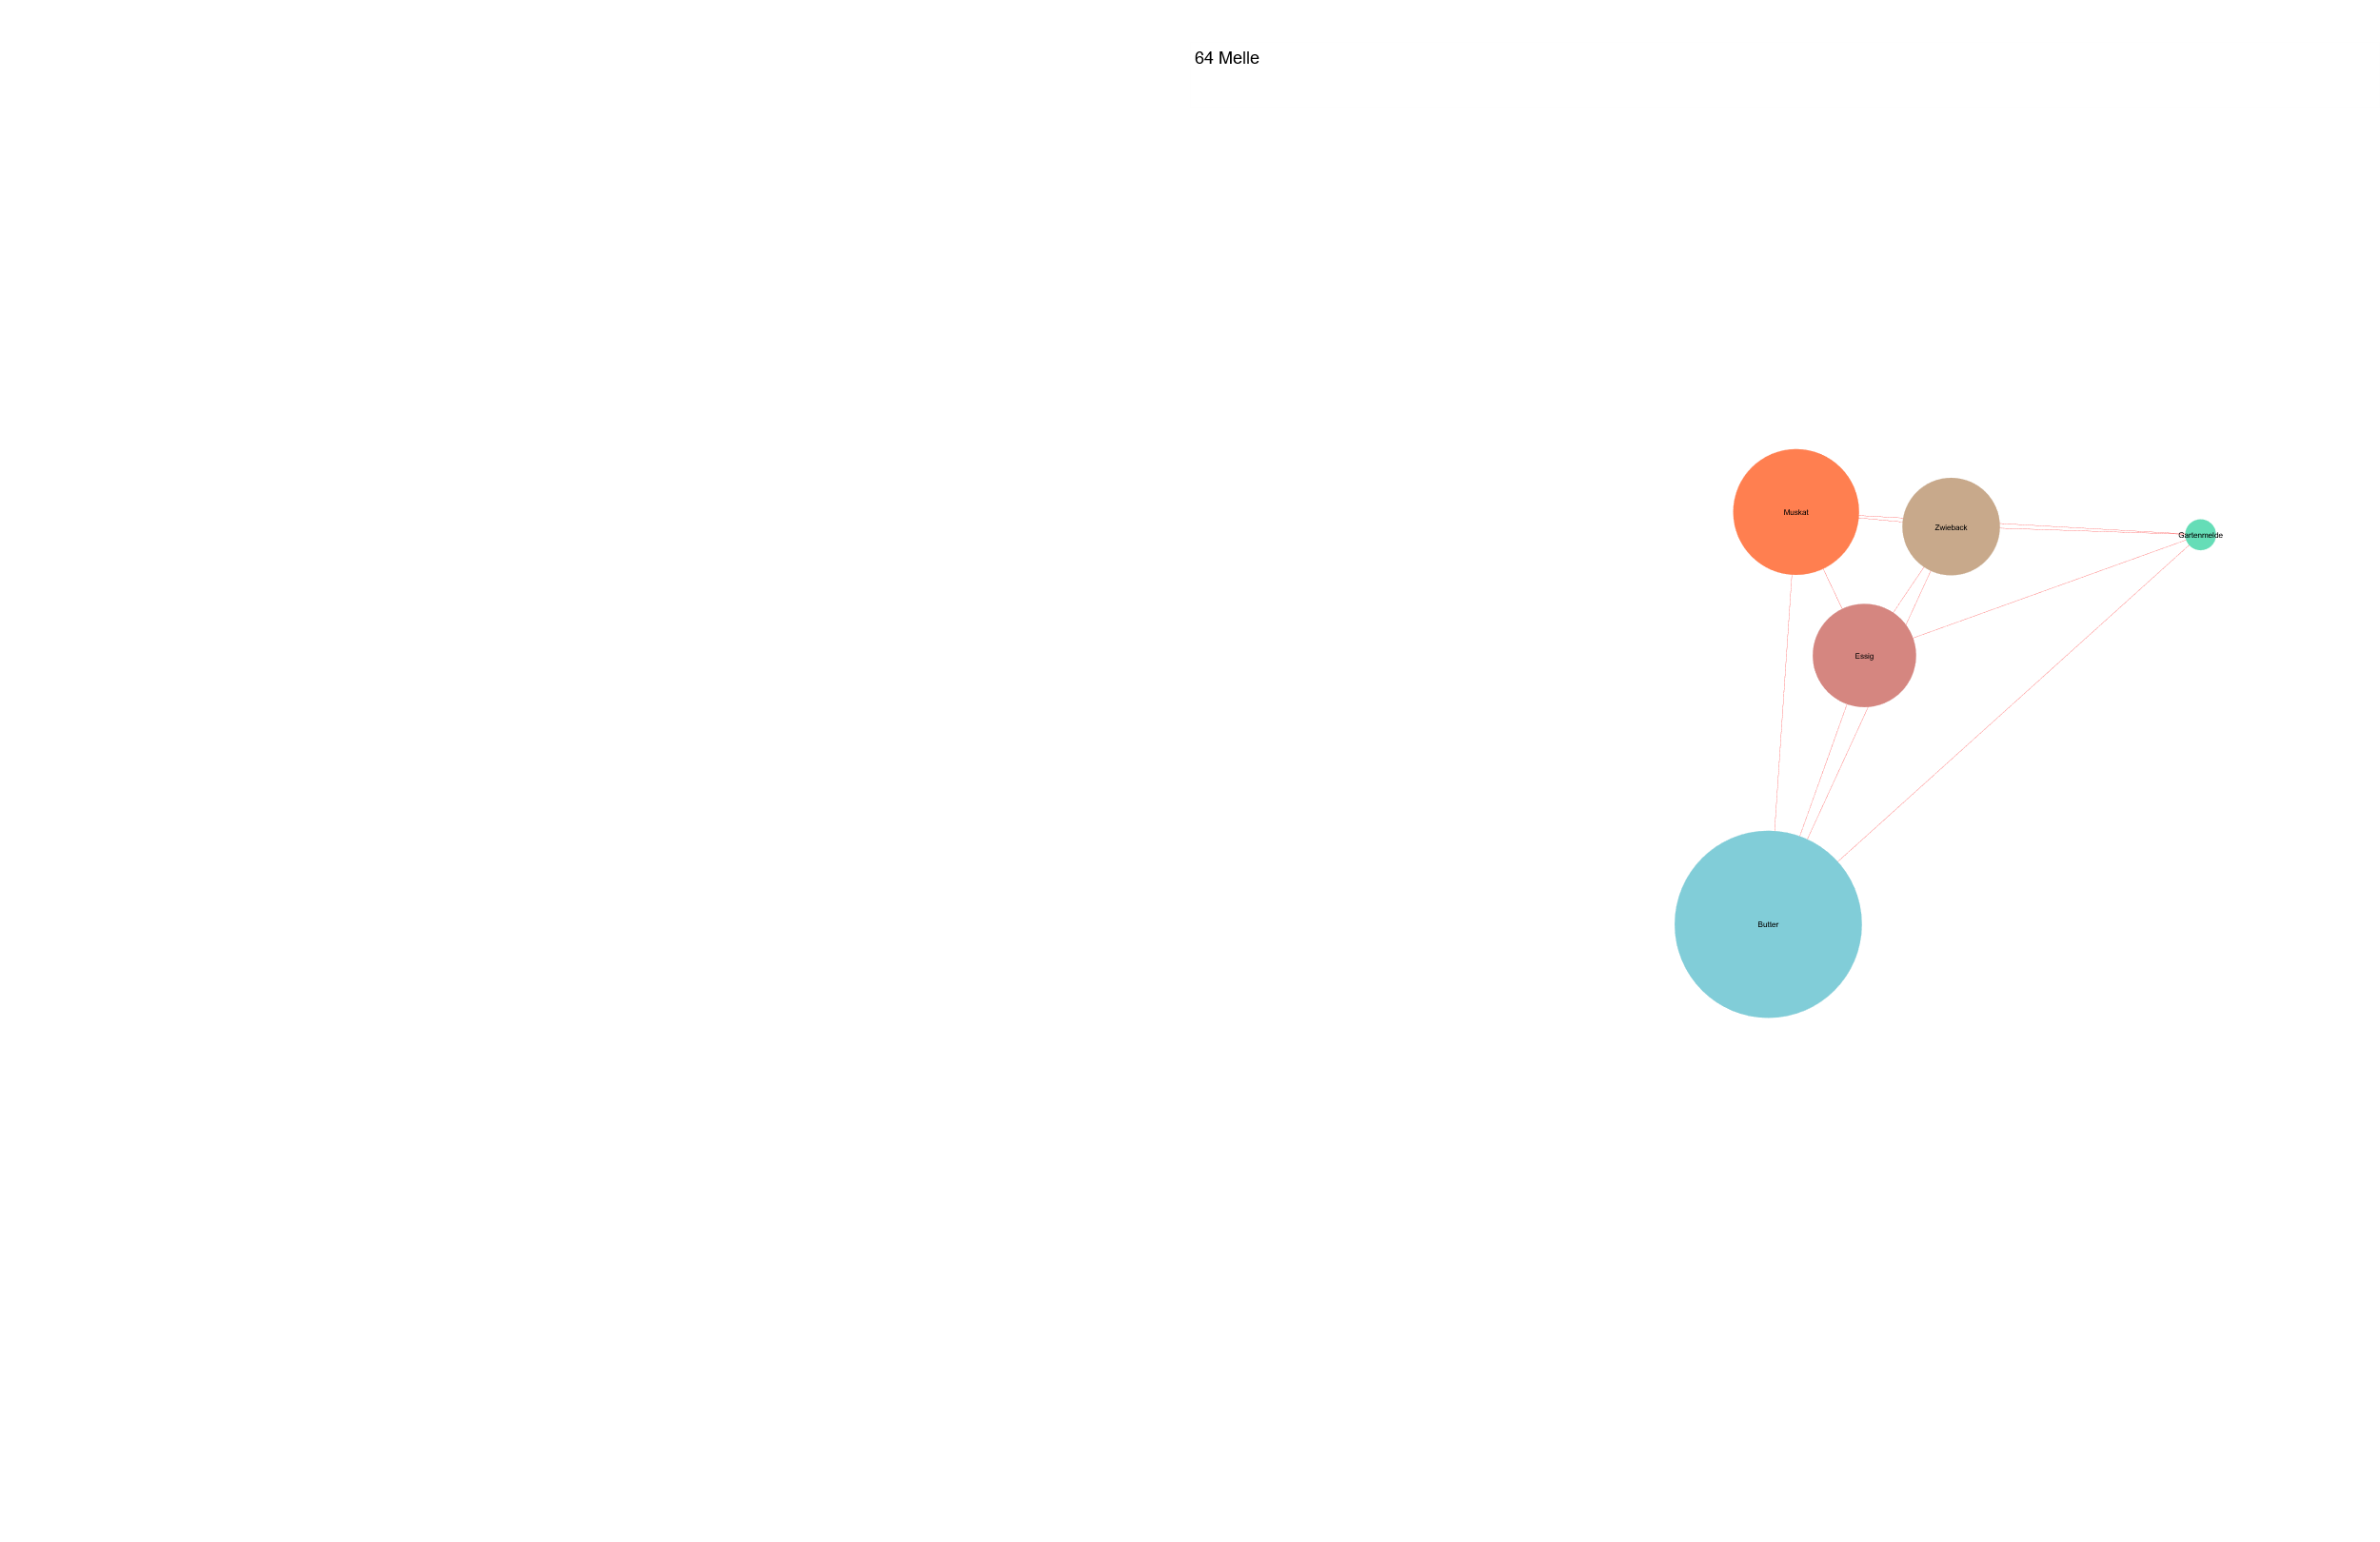 64 Melle
Muskat
Zwieback
Gartenmelde
Essig
Butter